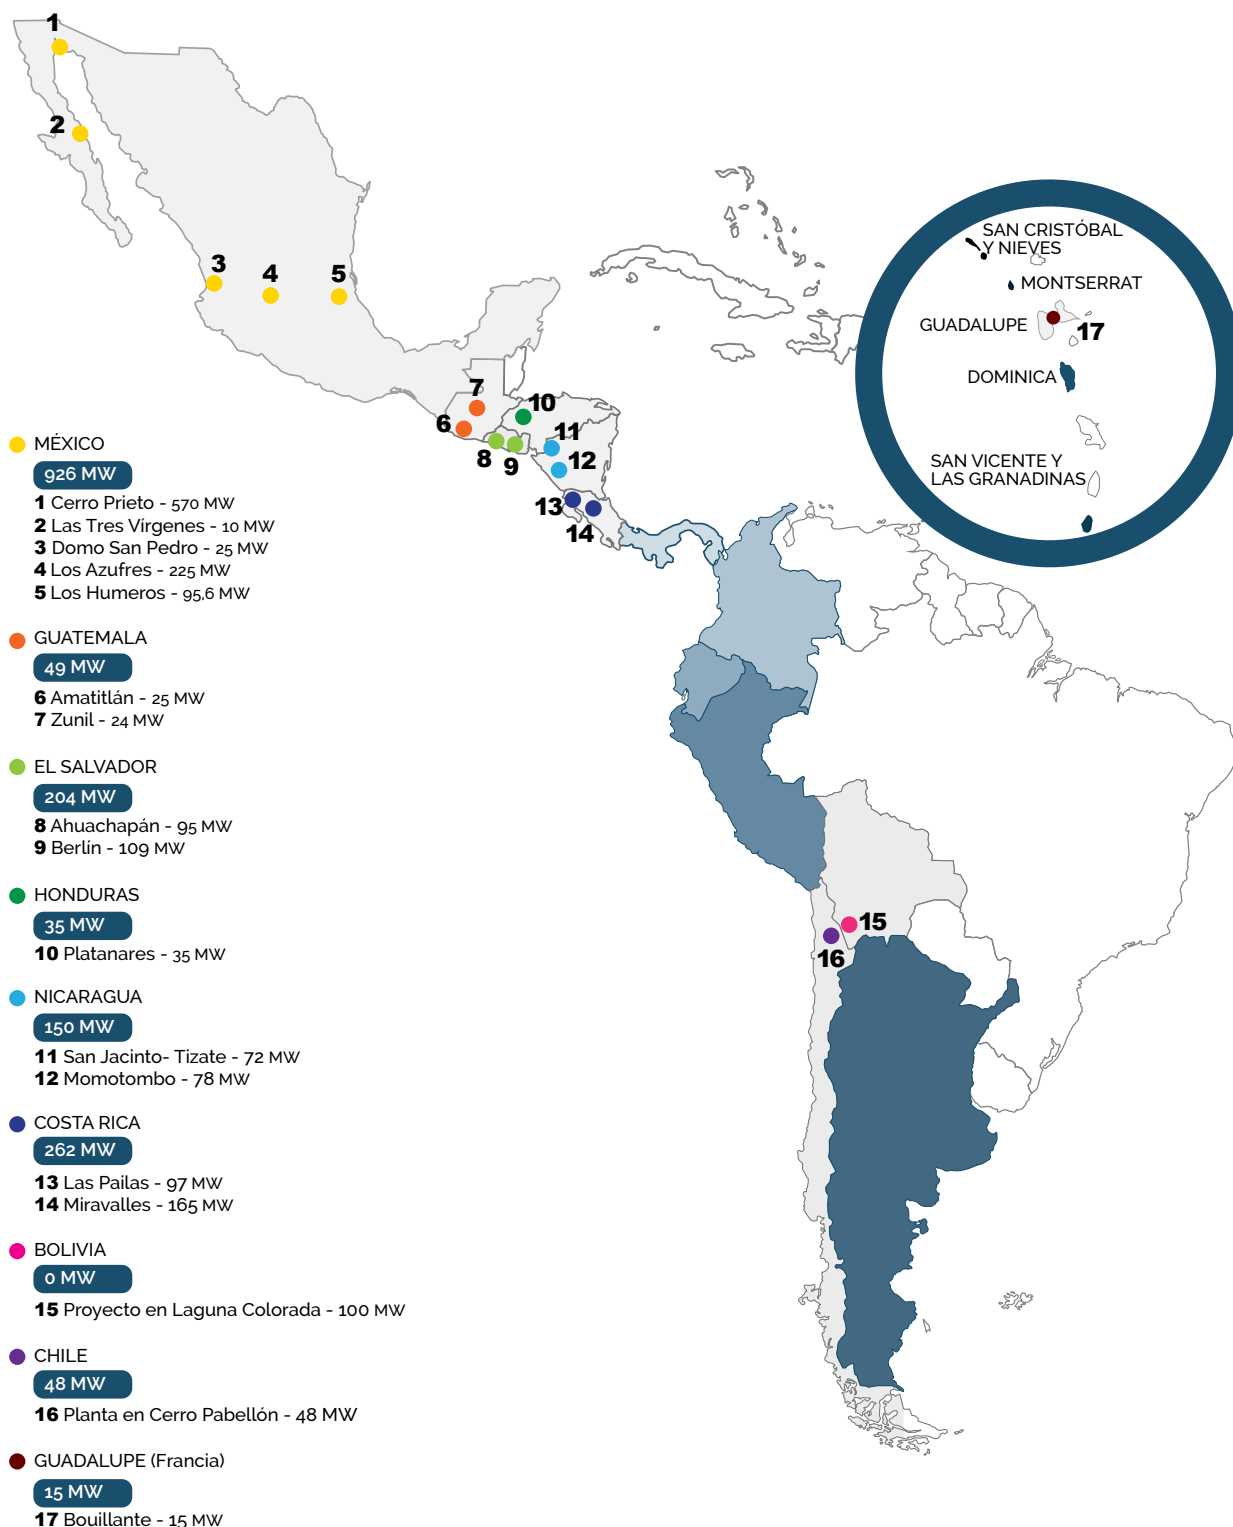 1
2
3
4
5
6
7
8
9
10
11
12
13
14
15
16
SAN CRISTÓBAL
Y NIEVES
MONTSERRAT
GUADALUPE
17
DOMINICA
SAN VICENTE Y
LAS GRANADINAS
MÉXICO
926 MW
1 Cerro Prieto - 570 MW
2 Las Tres Vírgenes - 10 MW
3 Domo San Pedro - 25 MW
4 Los Azufres - 225 MW
5 Los Humeros - 95,6 MW
GUATEMALA
49 MW
6 Amatitlán - 25 MW
7 Zunil - 24 MW
EL SALVADOR
204 MW
8 Ahuachapán - 95 MW
9 Berlín - 109 MW
HONDURAS
35 MW
10 Platanares - 35 MW
NICARAGUA
150 MW
11 San Jacinto- Tizate - 72 MW
12 Momotombo - 78 MW
COSTA RICA
262 MW
13 Las Pailas - 97 MW
14 Miravalles - 165 MW
BOLIVIA
0 MW
15 Proyecto en Laguna Colorada - 100 MW
CHILE
48 MW
16 Planta en Cerro Pabellón - 48 MW
GUADALUPE (Francia)
15 MW
17 Bouillante - 15 MW